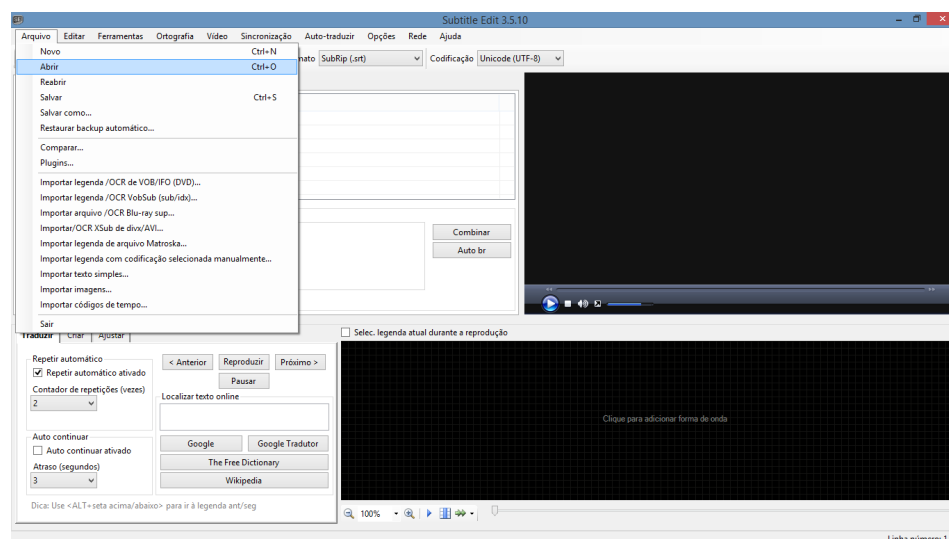 Subtitle Edit 3.5.10
Arquivo Editar Ferramentas Ortografia Vídeo Sincronização Auto-traduzir Opções Rede Ajuda
Novo Ctrl+N
Abrir Ctrl+O
Reabrir
Salvar Ctrl+S
Salvar como...
Restaurar backup automático...
Comparar...
Plugins...
Importar legenda /OCR de VOB/IFO (DVD)...
Importar legenda /OCR VobSub (sub/idx)...
Importar arquivo /OCR Blu-ray sup...
Importar/OCR XSub de divx/AVI...
Importar legenda de arquivo Matroska...
Importar legenda com codificação selecionada manualmente...
Importar texto simples...
Importar imagens...
Importar códigos de tempo...
Sair
SubRip (.srt) Codificação Unicode (UTF-8)
Combinar
Auto br
Traduzir Criar Ajustar
Selec. legenda atual durante a reprodução
Repetir automático
Repetir automático ativado
Contador de repetições (vezes)
2
Auto continuar
Auto continuar ativado
Atraso (segundos)
3
< Anterior Reproduzir Próximo >
Pausar
Localizar texto online
Google Google Tradutor
The Free Dictionary
Wikipedia
Dica: Use <ALT+seta acima/abaixo> para ir à legenda ant/seg
Clique para adicionar forma de onda
100%
Linha número: 1